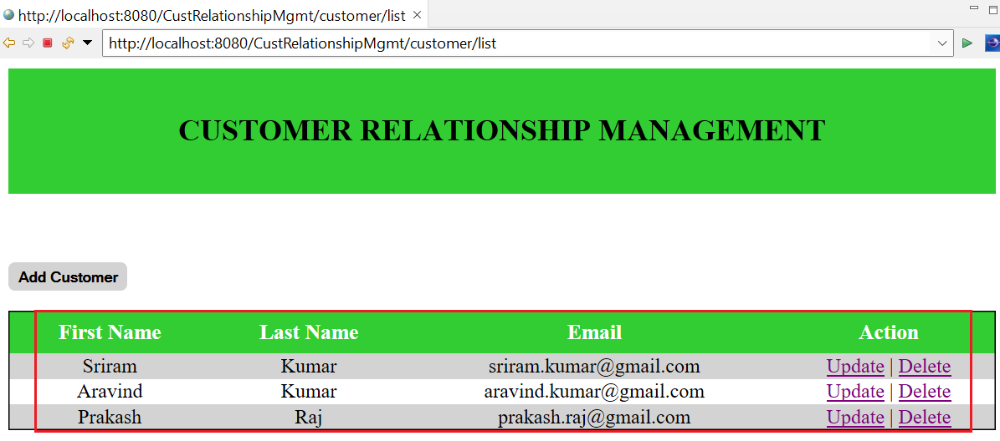 http://localhost:8080/CustRelationshipMgmt/customer/list
http://localhost:8080/CustRelationshipMgmt/customer/list
CUSTOMER RELATIONSHIP MANAGEMENT
Add Customer
First Name Last Name Email Action
Sriram Kumar sriram.kumar@gmail.com Update | Delete
Aravind Kumar aravind.kumar@gmail.com Update | Delete
Prakash Raj prakash.raj@gmail.com Update | Delete